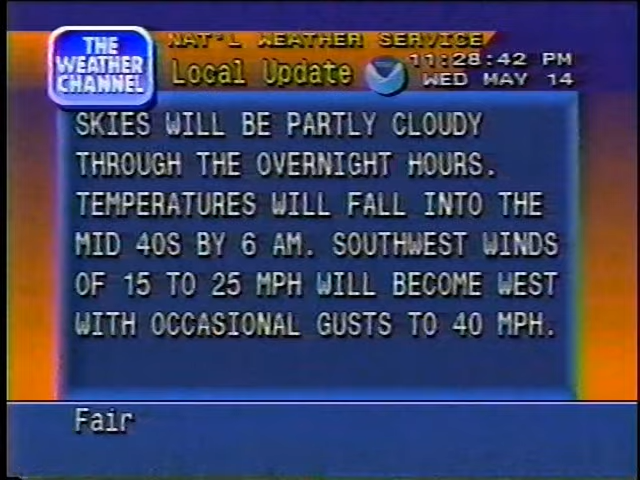 THE
WEATHER
CHANNEL
NAT'L WEATHER SERVICE
Local Update
11:28:42 PM
WED MAY 14
SKIES WILL BE PARTLY CLOUDY
THROUGH THE OVERNIGHT HOURS.
TEMPERATURES WILL FALL INTO THE
MID 40S BY 6 AM. SOUTHWEST WINDS
OF 15 TO 25 MPH WILL BECOME WEST
WITH OCCASIONAL GUSTS TO 40 MPH.
Fair